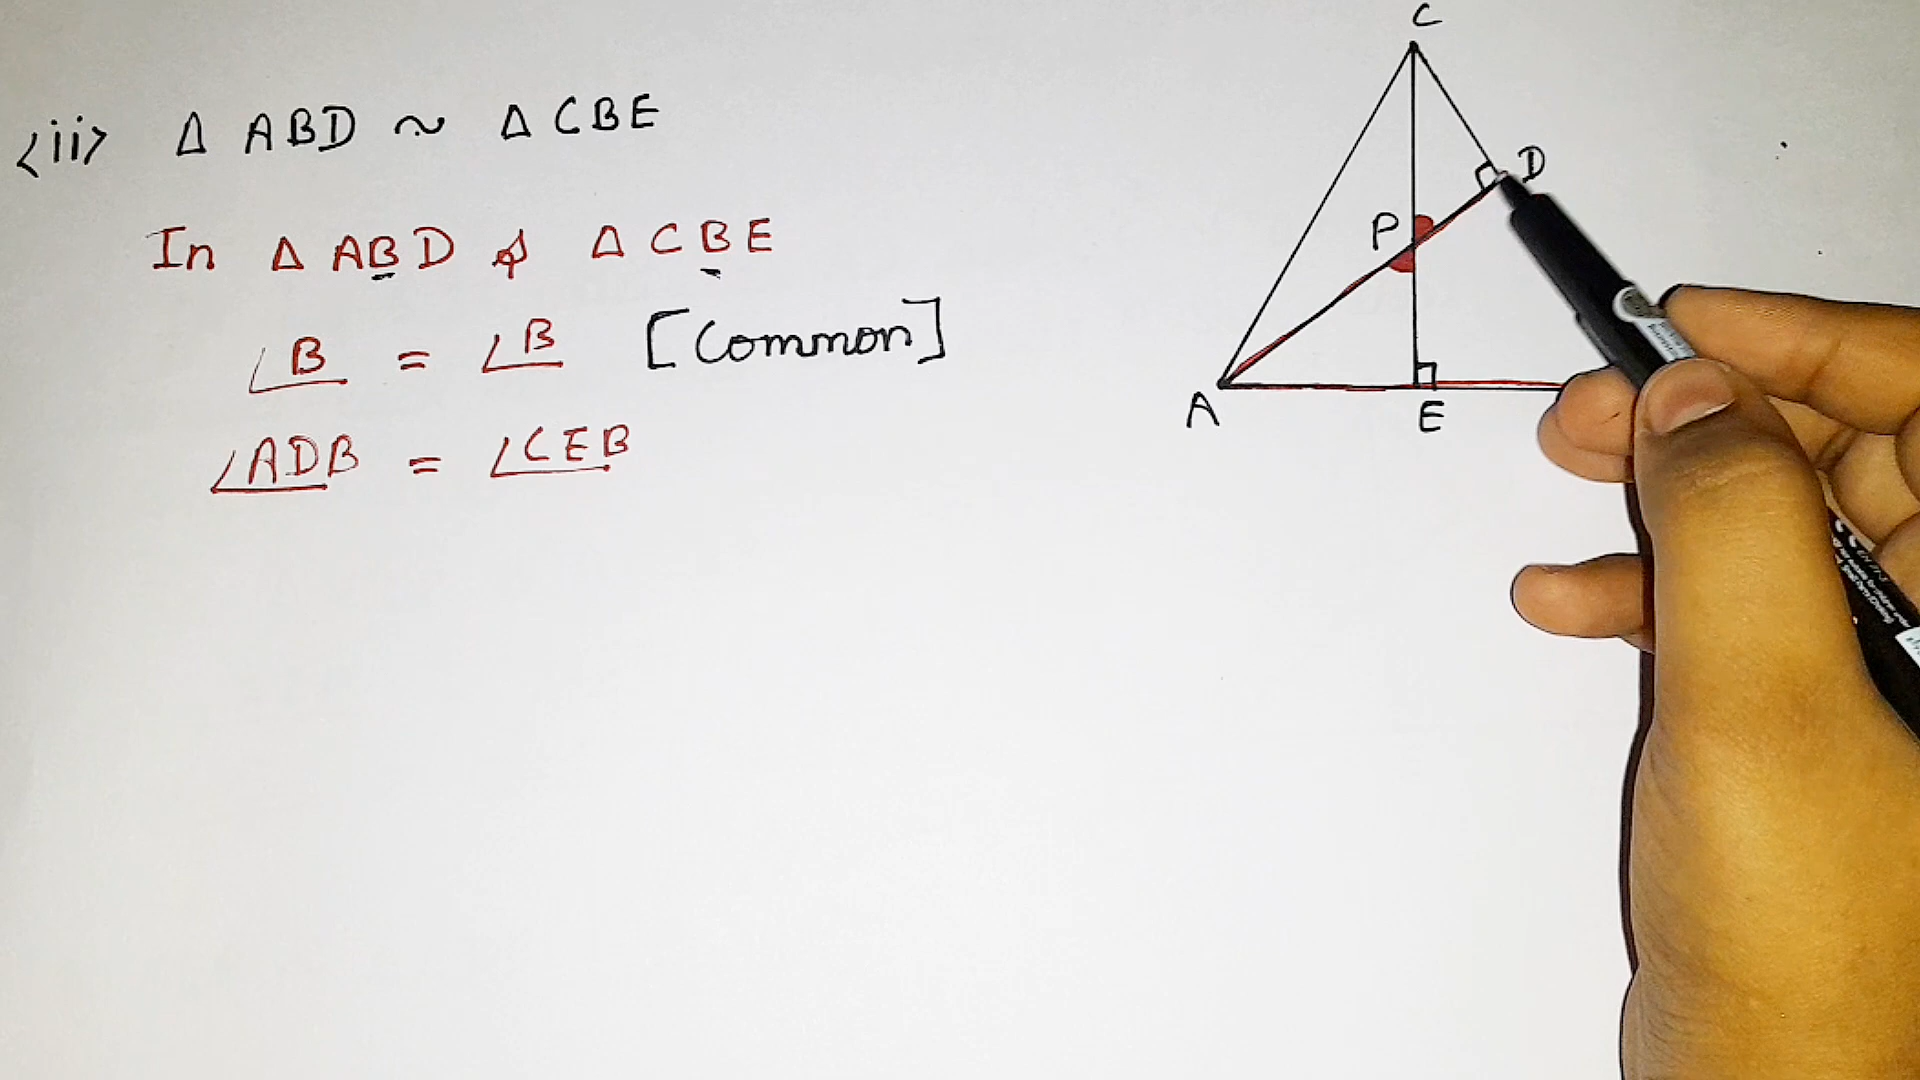 <ii> Δ ABD ~ Δ CBE
In Δ ABD & Δ CBE
∠B = ∠B [Common]
∠ADB = ∠CEB
C
D
P
A
E